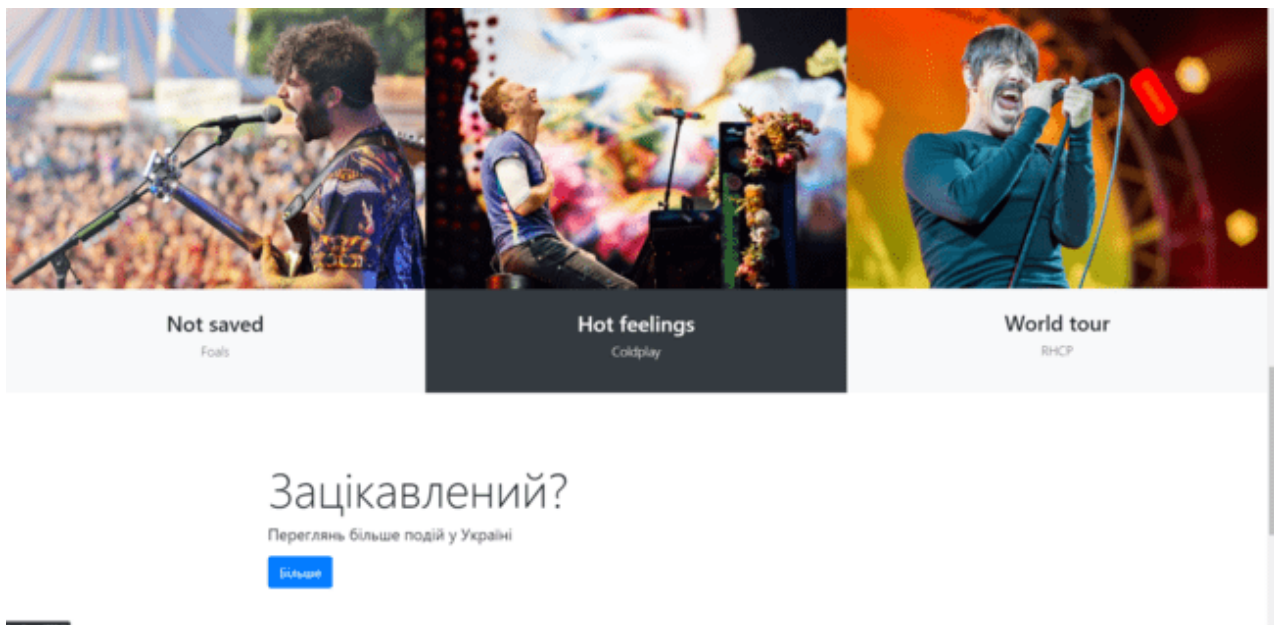 Not saved
Foals
Hot feelings
Coldplay
World tour
RHCP
Зацікавлений?
Переглянь більше подій у Україні
Більше